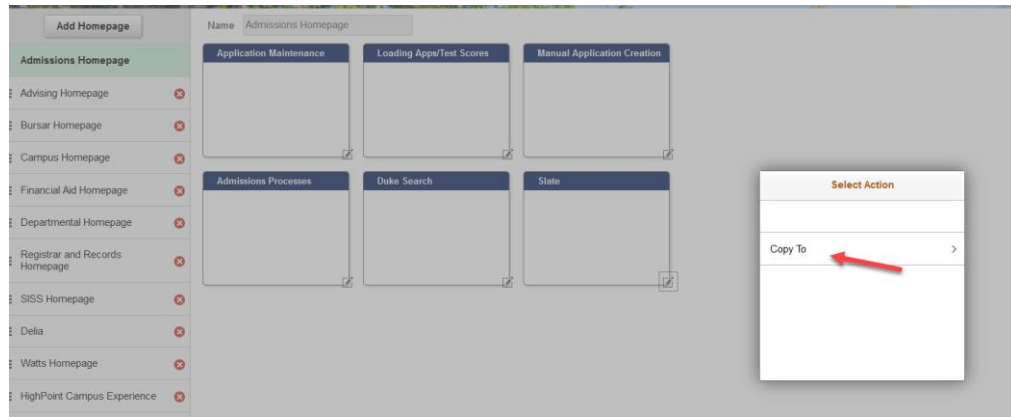 Add Homepage
Name Admissions Homepage
Admissions Homepage
Advising Homepage
Bursar Homepage
Campus Homepage
Financial Aid Homepage
Departmental Homepage
Registrar and Records
Homepage
SISS Homepage
Delia
Watts Homepage
HighPoint Campus Experience
Application Maintenance
Loading Apps/Test Scores
Manual Application Creation
Admissions Processes
Duke Search
Slate
Select Action
Copy To